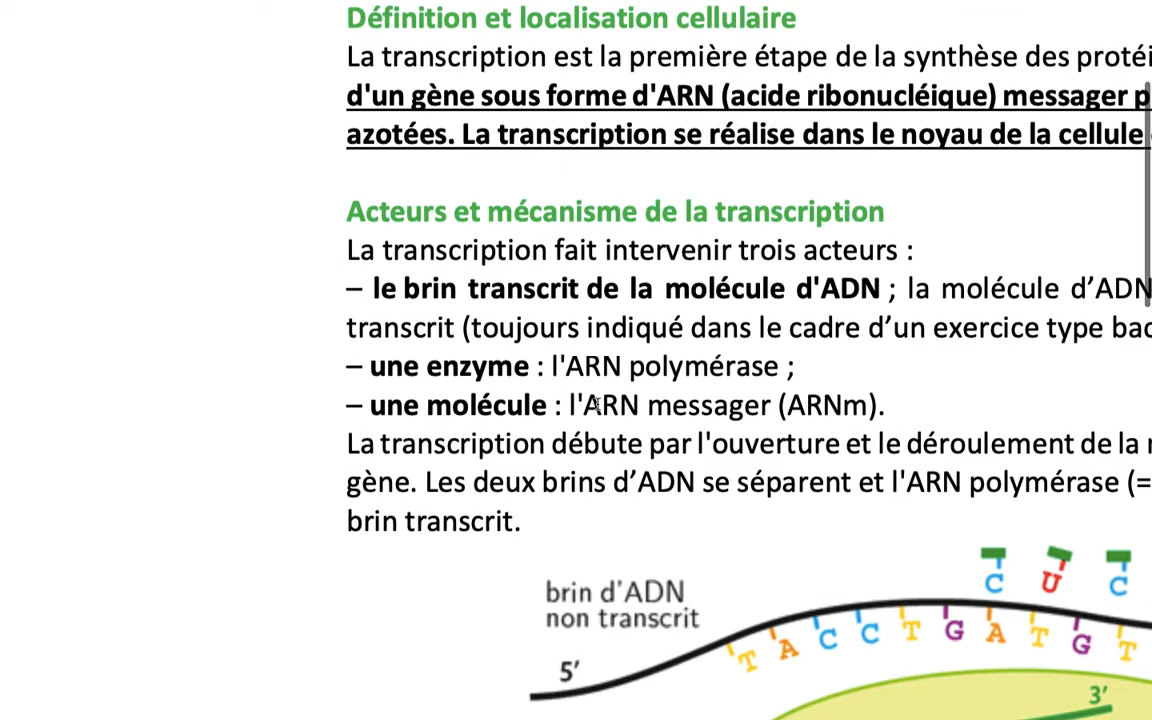 Définition et localisation cellulaire
La transcription est la première étape de la synthèse des protéi
d'un gène sous forme d'ARN (acide ribonucléique) messager p
azotées. La transcription se réalise dans le noyau de la cellule
Acteurs et mécanisme de la transcription
La transcription fait intervenir trois acteurs :
– le brin transcrit de la molécule d'ADN ; la molécule d’ADN
transcrit (toujours indiqué dans le cadre d’un exercice type bac
– une enzyme : l'ARN polymérase ;
– une molécule : l'ARN messager (ARNm).
La transcription débute par l'ouverture et le déroulement de la
gène. Les deux brins d’ADN se séparent et l'ARN polymérase (=
brin transcrit.
C U C
brin d'ADN
non transcrit
T A C C T G A T G T
5'
3'